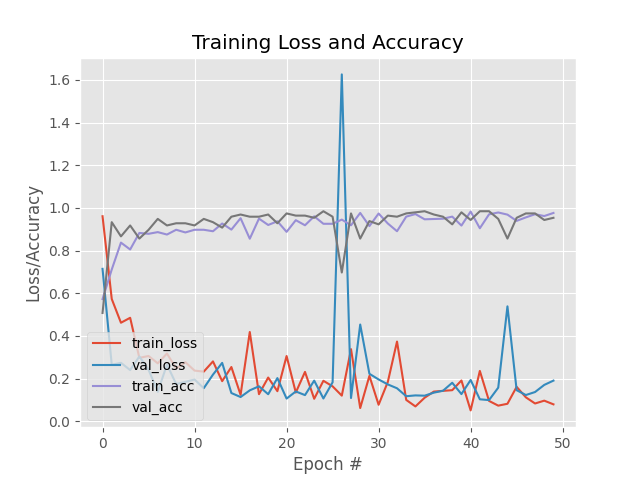 Training Loss and Accuracy
Loss/Accuracy
1.6
1.4
1.2
1.0
0.8
0.6
0.4
0.2
0.0
train_loss
val_loss
train_acc
val_acc
0 10 20 30 40 50
Epoch #